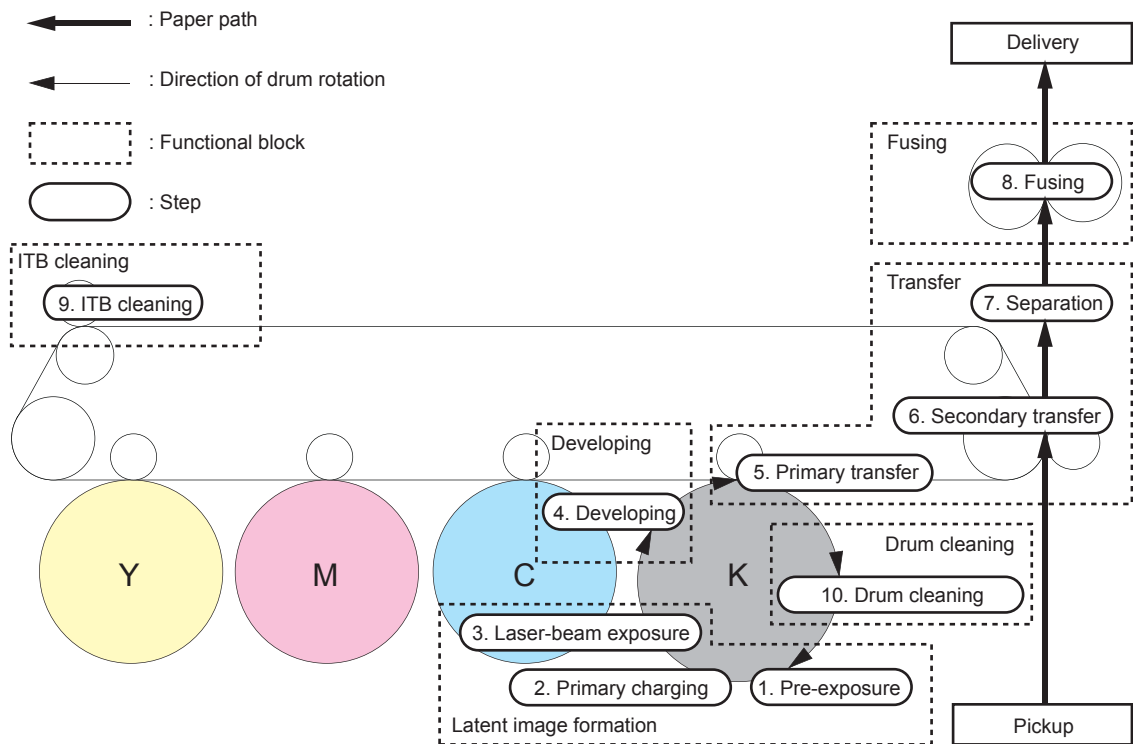 : Paper path
: Direction of drum rotation
: Functional block
: Step
Delivery
Fusing
8. Fusing
ITB cleaning
9. ITB cleaning
Transfer
7. Separation
6. Secondary transfer
Developing
5. Primary transfer
4. Developing
Drum cleaning
Y
M
C
K
10. Drum cleaning
3. Laser-beam exposure
2. Primary charging
1. Pre-exposure
Latent image formation
Pickup